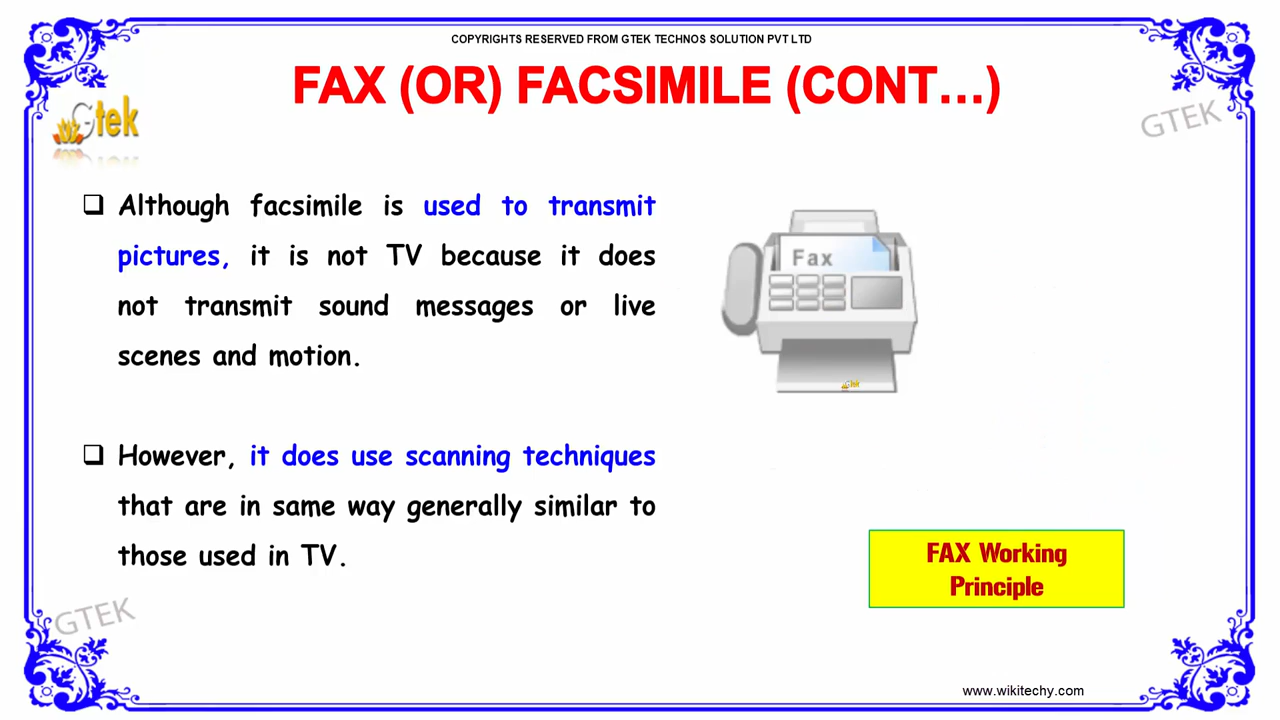 COPYRIGHTS RESERVED FROM GTEK TECHNOS SOLUTION PVT LTD
FAX (OR) FACSIMILE (CONT...)
Gtek
GTEK
❑ Although facsimile is used to transmit
pictures, it is not TV because it does
not transmit sound messages or live
scenes and motion.
Fax
Gtek
❑ However, it does use scanning techniques
that are in same way generally similar to
those used in TV.
FAX Working
Principle
GTEK
www.wikitechy.com